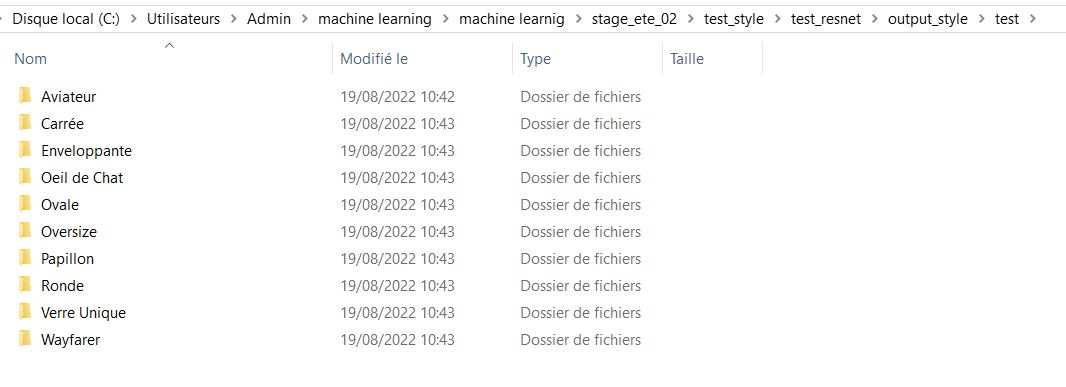 Disque local (C:) > Utilisateurs > Admin > machine learning > machine learnig > stage_ete_02 > test_style > test_resnet > output_style > test >
Nom Modifié le Type Taille
Aviateur 19/08/2022 10:42 Dossier de fichiers
Carrée 19/08/2022 10:43 Dossier de fichiers
Enveloppante 19/08/2022 10:43 Dossier de fichiers
Oeil de Chat 19/08/2022 10:43 Dossier de fichiers
Ovale 19/08/2022 10:43 Dossier de fichiers
Oversize 19/08/2022 10:43 Dossier de fichiers
Papillon 19/08/2022 10:43 Dossier de fichiers
Ronde 19/08/2022 10:43 Dossier de fichiers
Verre Unique 19/08/2022 10:43 Dossier de fichiers
Wayfarer 19/08/2022 10:43 Dossier de fichiers